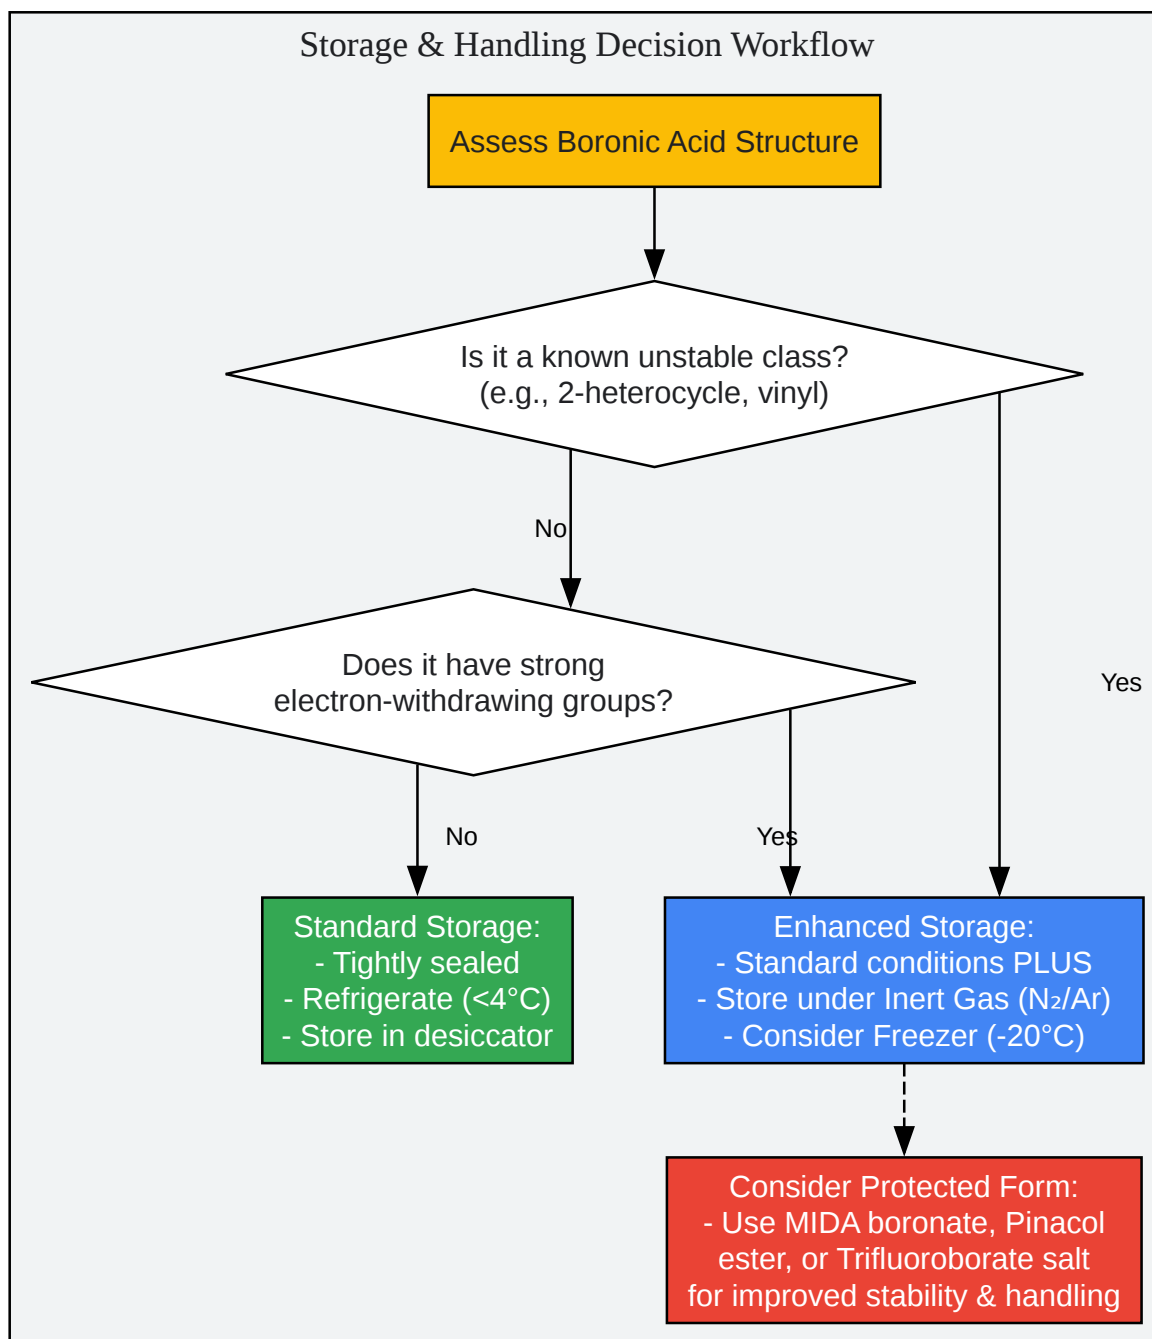 Storage & Handling Decision Workflow
Assess Boronic Acid Structure
Is it a known unstable class?
(e.g., 2-heterocycle, vinyl)
No
Does it have strong
electron-withdrawing groups?
Yes
No
Yes
Standard Storage:
- Tightly sealed
- Refrigerate (<4°C)
- Store in desiccator
Enhanced Storage:
- Standard conditions PLUS
- Store under Inert Gas (N₂/Ar)
- Consider Freezer (-20°C)
Consider Protected Form:
- Use MIDA boronate, Pinacol
ester, or Trifluoroborate salt
for improved stability & handling